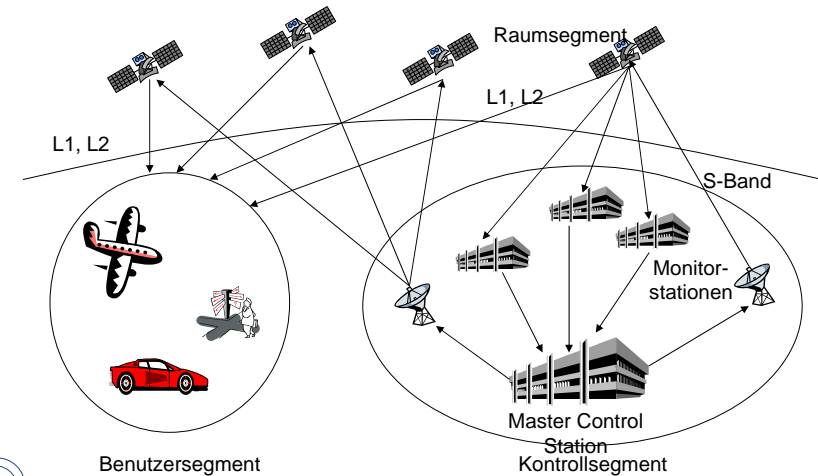 Raumsegment
L1, L2
L1, L2
S-Band
Monitor-
stationen
Master Control
Station
Benutzersegment
Kontrollsegment